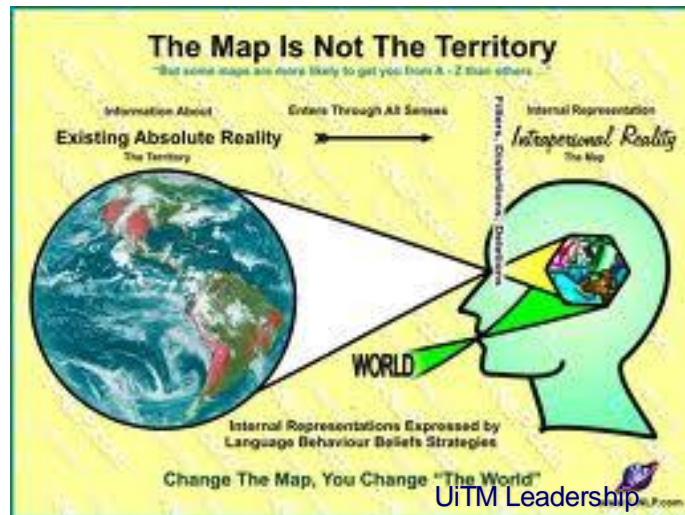 The Map Is Not The Territory
"But some maps are more likely to get you from A - Z than others ..."
Information About
Existing Absolute Reality
The Territory
Enters Through All Senses
Filters, Distortions, Deletions
Internal Representation
Intrapersonal Reality
The Map
WORLD
Internal Representations Expressed by
Language Behaviour Beliefs Strategies
Change The Map, You Change "The World"
UiTM Leadership